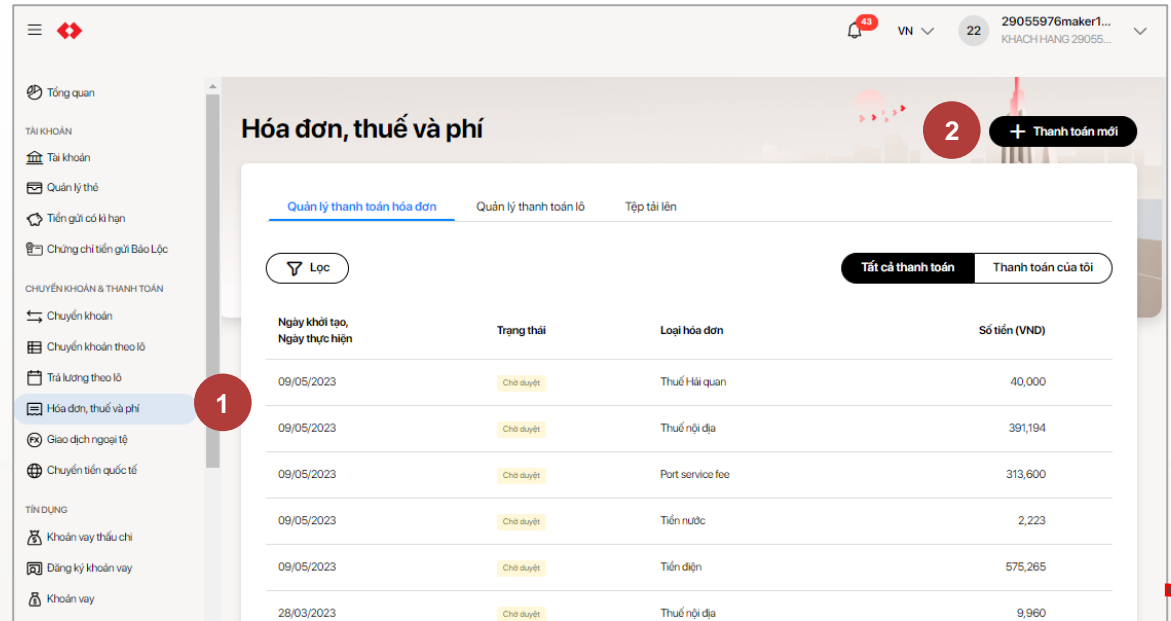 43
VN
22
29055976maker1...
KHACH HANG 29055...
Tổng quan
TÀI KHOẢN
Tài khoản
Quản lý thẻ
Tiền gửi có kì hạn
Chứng chỉ tiền gửi Bảo Lộc
CHUYỂN KHOẢN & THANH TOÁN
Chuyển khoản
Chuyển khoản theo lô
Trả lương theo lô
Hóa đơn, thuế và phí
1
FX
Giao dịch ngoại tệ
Chuyển tiền quốc tế
TÍN DỤNG
Khoản vay thấu chi
Đăng ký khoản vay
Khoản vay
Hóa đơn, thuế và phí
2
+ Thanh toán mới
Quản lý thanh toán hóa đơn
Quản lý thanh toán lô
Tệp tải lên
Lọc
Tất cả thanh toán
Thanh toán của tôi
Ngày khởi tạo,
Ngày thực hiện
Trạng thái
Loại hóa đơn
Số tiền (VND)
09/05/2023 Chờ duyệt Thuế Hải quan 40,000
09/05/2023 Chờ duyệt Thuế nội địa 391,194
09/05/2023 Chờ duyệt Port service fee 313,600
09/05/2023 Chờ duyệt Tiền nước 2,223
09/05/2023 Chờ duyệt Tiền điện 575,265
28/03/2023 Chờ duyệt Thuế nội địa 9,960